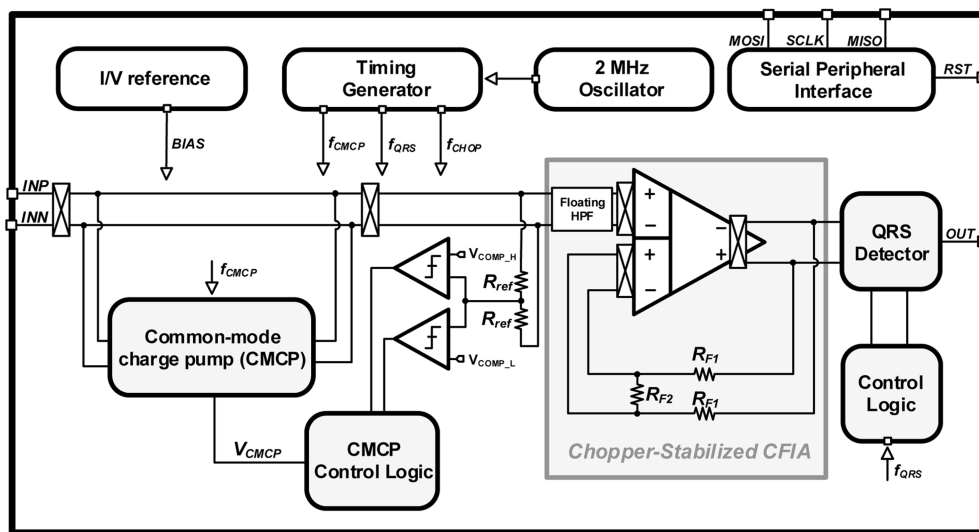 MOSI
SCLK
MISO
I/V reference
Timing
Generator
2 MHz
Oscillator
Serial Peripheral
Interface
RST
BIAS
fCMCP
fQRS
fCHOP
INP
INN
Floating
HPF
+
−
+
−
−
+
QRS
Detector
OUT
VCOMP_H
Rref
Rref
VCOMP_L
fCMCP
Common-mode
charge pump (CMCP)
RF1
RF2
RF1
Control
Logic
VCMCP
CMCP
Control Logic
Chopper-Stabilized CFIA
fQRS